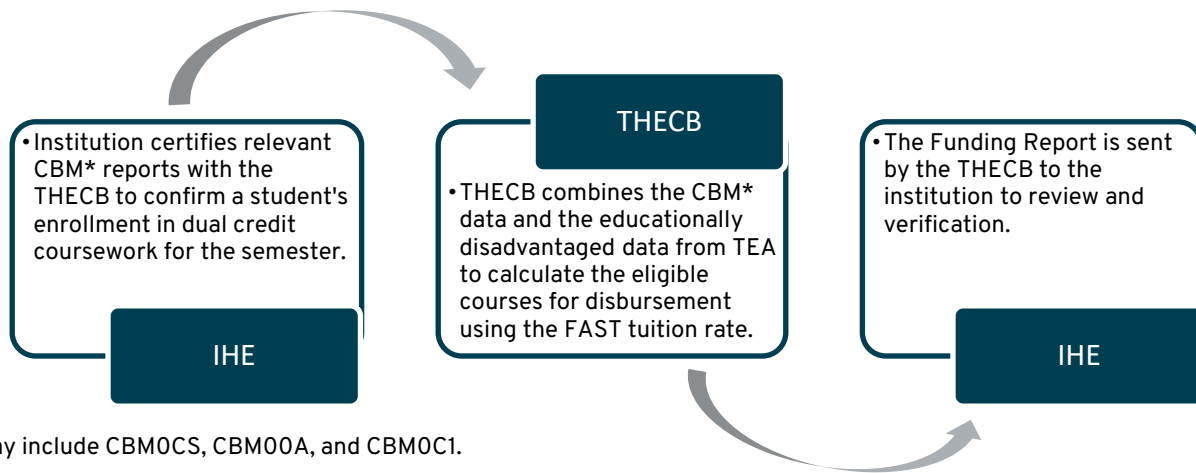 • Institution certifies relevant
CBM* reports with the
THECB to confirm a student's
enrollment in dual credit
coursework for the semester.
IHE
THECB
• THECB combines the CBM*
data and the educationally
disadvantaged data from TEA
to calculate the eligible
courses for disbursement
using the FAST tuition rate.
• The Funding Report is sent
by the THECB to the
institution to review and
verification.
IHE
include CBM0CS, CBM00A, and CBM0C1.